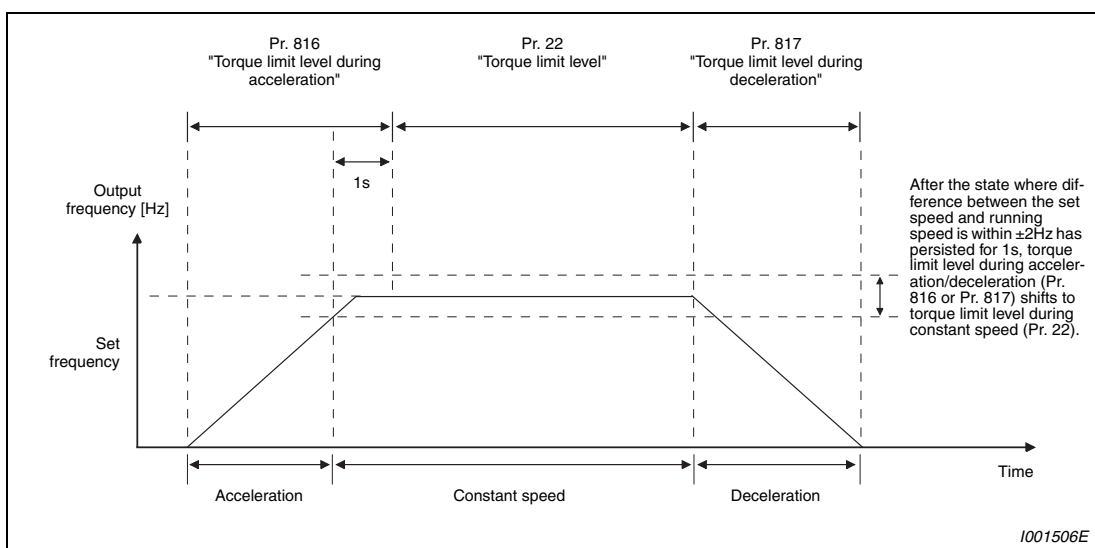 Pr. 816
"Torque limit level during
acceleration"
Pr. 22
"Torque limit level"
Pr. 817
"Torque limit level during
deceleration"
1s
Output
frequency [Hz]
After the state where dif-
ference between the set
speed and running
speed is within ±2Hz has
persisted for 1s, torque
limit level during acceler-
ation/deceleration (Pr.
816 or Pr. 817) shifts to
torque limit level during
constant speed (Pr. 22).
Set
frequency
Time
Acceleration
Constant speed
Deceleration
I001506E